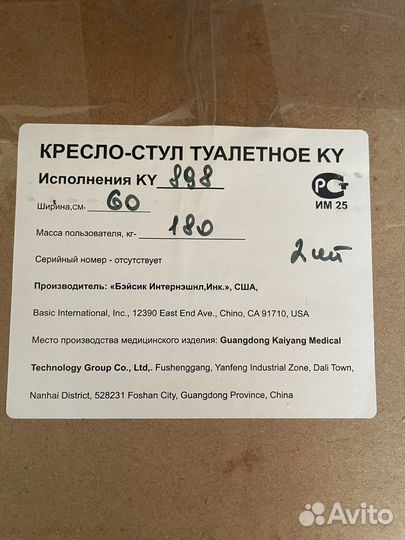 КРЕСЛО-СТУЛ ТУАЛЕТНОЕ KY
Исполнения KY 898
Ширина,см- 60
ИМ 25
Масса пользователя, кг- 180
2 шт
Серийный номер - отсутствует
Производитель: «Бэйсик Интернэшнл,Инк.», США,
Basic International, Inc., 12390 East End Ave., Chino, CA 91710, USA
Место производства медицинского изделия: Guangdong Kaiyang Medical
Technology Group Co., Ltd,. Fushenggang, Yanfeng Industrial Zone, Dali Town,
Nanhai District, 528231 Foshan City, Guangdong Province, China
Avito